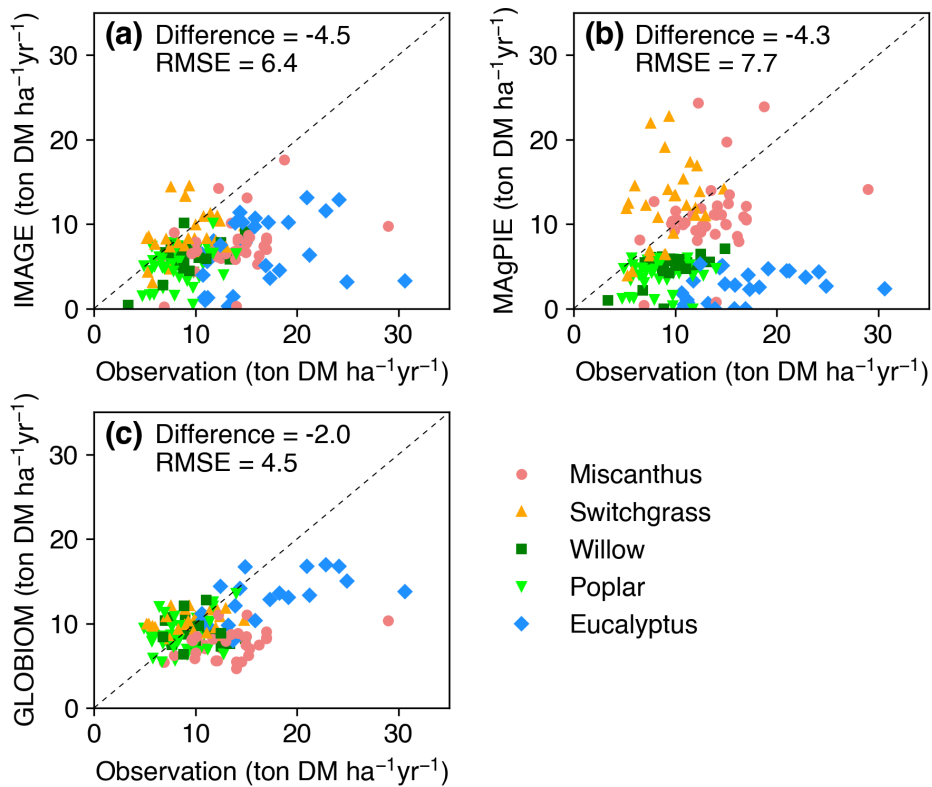 (a) Difference = -4.5
RMSE = 6.4
IMAGE (ton DM ha⁻¹yr⁻¹)
30
20
10
0
0 10 20 30
Observation (ton DM ha⁻¹yr⁻¹)
(b) Difference = -4.3
RMSE = 7.7
MAgPIE (ton DM ha⁻¹yr⁻¹)
30
20
10
0
0 10 20 30
Observation (ton DM ha⁻¹yr⁻¹)
(c) Difference = -2.0
RMSE = 4.5
GLOBIOM (ton DM ha⁻¹yr⁻¹)
30
20
10
0
0 10 20 30
Observation (ton DM ha⁻¹yr⁻¹)
Miscanthus
Switchgrass
Willow
Poplar
Eucalyptus